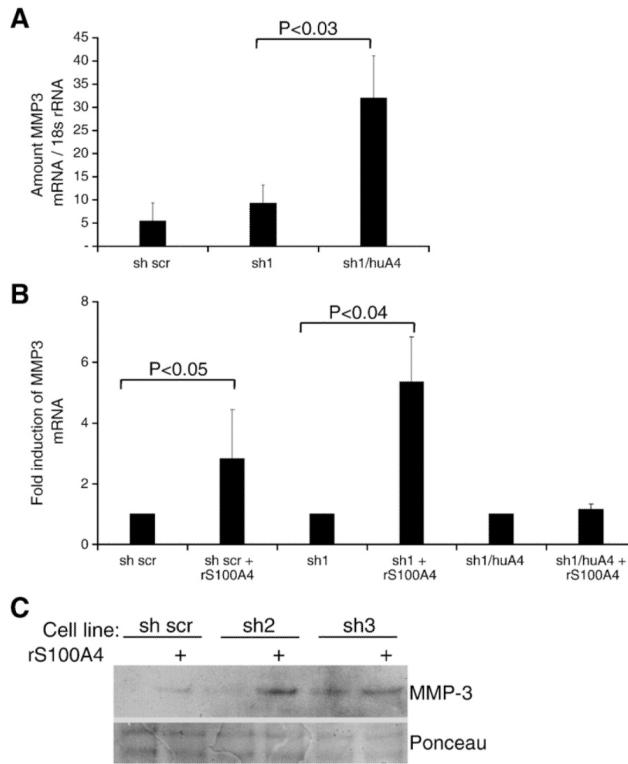 A
P<0.03
Amount MMP3
mRNA / 18s rRNA
45
40
35
30
25
20
15
10
5
-
sh scr
sh1
sh1/huA4
B
P<0.05
P<0.04
Fold induction of MMP3
mRNA
8
6
4
2
0
sh scr
sh scr +
rS100A4
sh1
sh1 +
rS100A4
sh1/huA4
sh1/huA4 +
rS100A4
C
Cell line: sh scr sh2 sh3
rS100A4 + + +
MMP-3
Ponceau